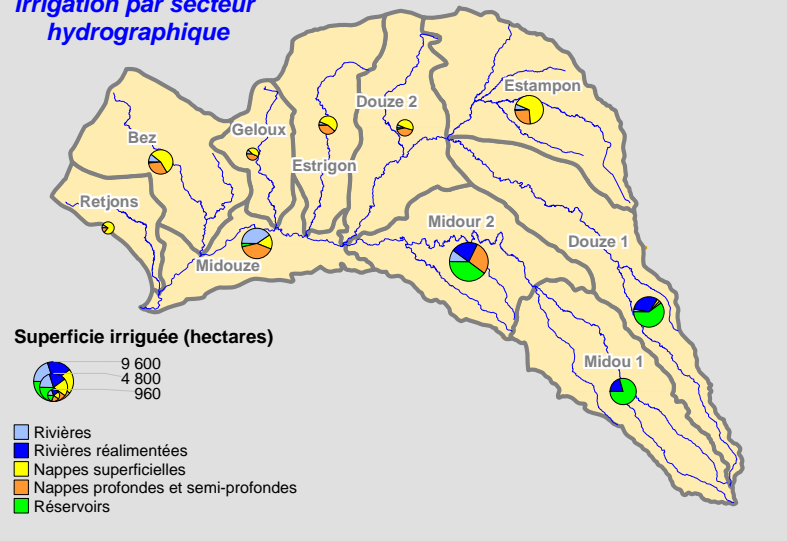 Irrigation par secteur
hydrographique
Estampon
Douze 2
Geloux
Bez
Estrigon
Retjons
Midour 2
Douze 1
Midouze
Midou 1
Superficie irriguée (hectares)
9 600
4 800
960
Rivières
Rivières réalimentées
Nappes superficielles
Nappes profondes et semi-profondes
Réservoirs